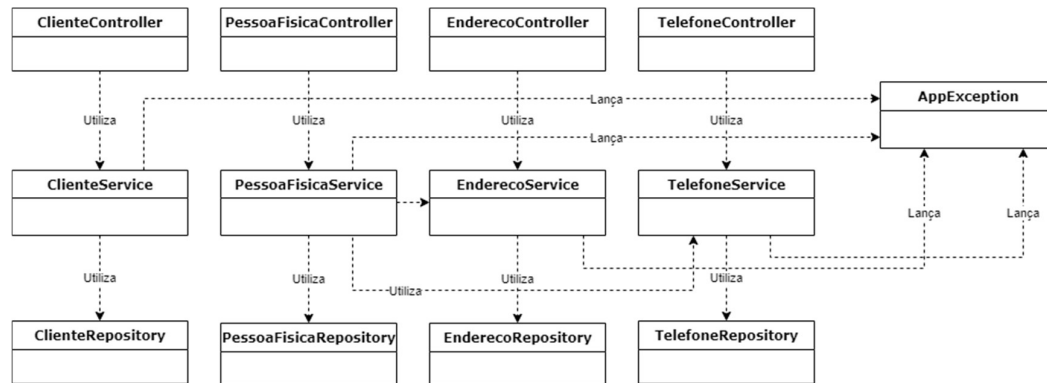 ClienteController
PessoaFisicaController
EnderecoController
TelefoneController
AppException
Lança
Utiliza
Utiliza
Utiliza
Utiliza
Lança
ClienteService
PessoaFisicaService
EnderecoService
TelefoneService
Lança
Lança
Utiliza
Utiliza
Utiliza
Utiliza
Utiliza
ClienteRepository
PessoaFisicaRepository
EnderecoRepository
TelefoneRepository